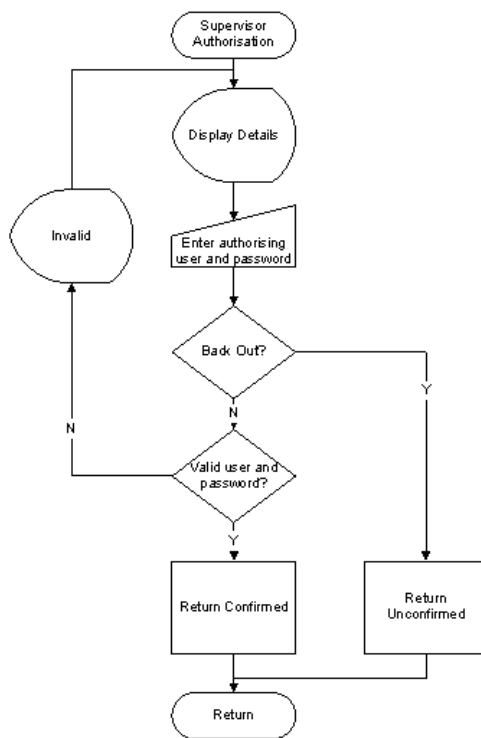 Supervisor
Authorisation
Display Details
Invalid
Enter authorising
user and password
Back Out?
Y
N
N
Valid user and
password?
Y
Return Confirmed
Return
Unconfirmed
Return